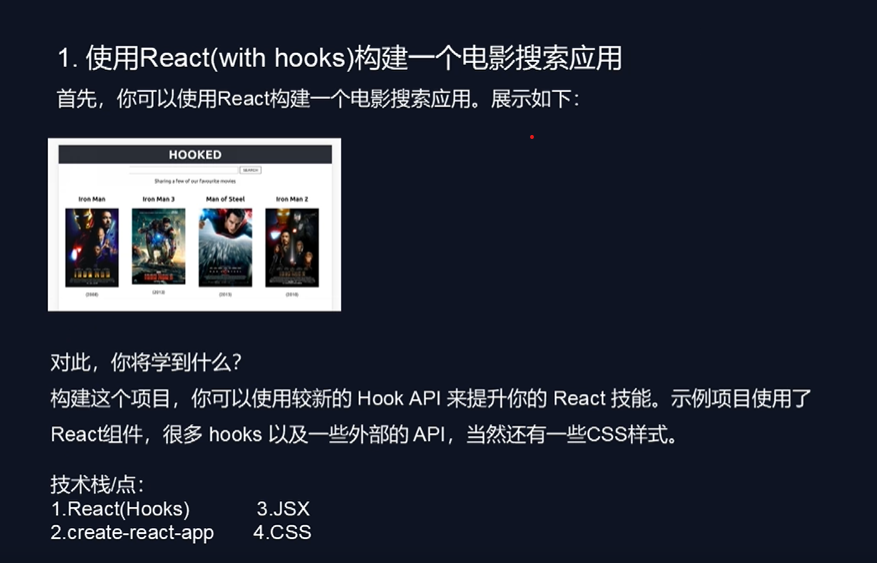 1. 使用React(with hooks)构建一个电影搜索应用
首先，你可以使用React构建一个电影搜索应用。展示如下：
HOOKED
SEARCH
Sharing a few of our favourite movies
Iron Man Iron Man 3 Man of Steel Iron Man 2
(2008) (2013) (2013) (2010)
对此，你将学到什么？
构建这个项目，你可以使用较新的 Hook API 来提升你的 React 技能。示例项目使用了
React组件，很多 hooks 以及一些外部的 API，当然还有一些CSS样式。
技术栈/点：
1.React(Hooks) 3.JSX
2.create-react-app 4.CSS